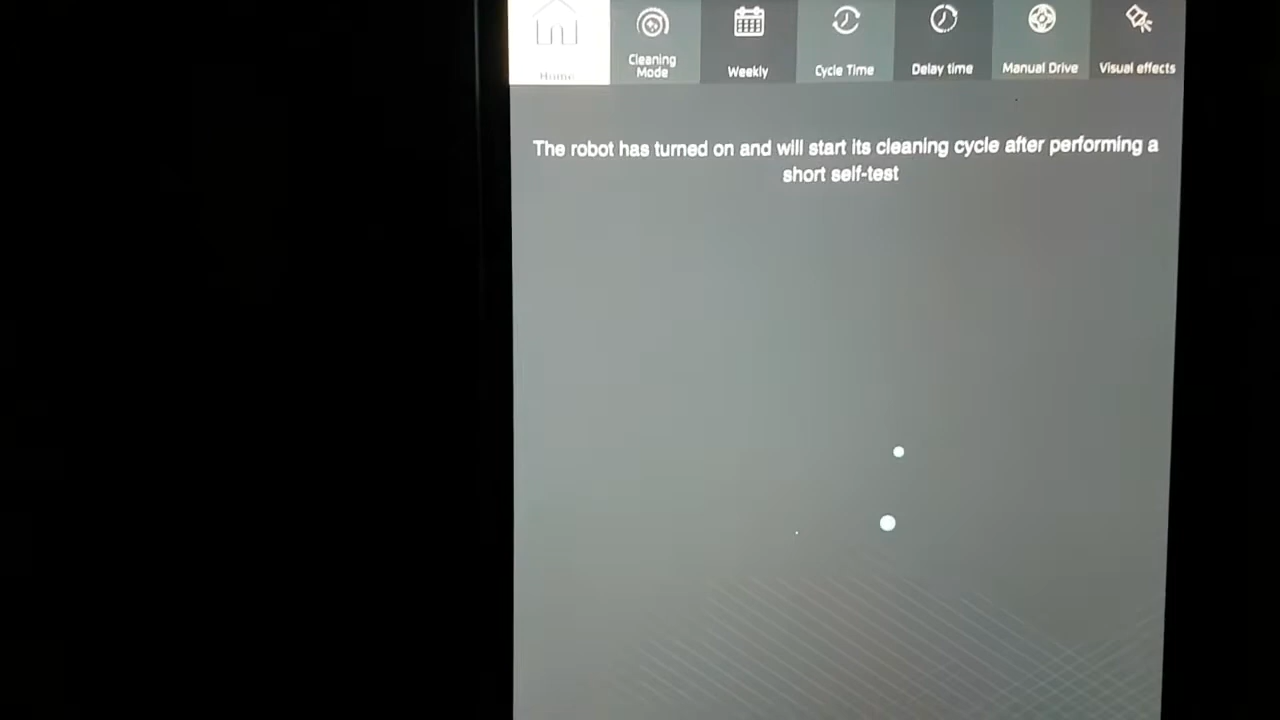 Home
Cleaning
Mode
Weekly
Cycle Time
Delay time
Manual Drive
Visual effects
The robot has turned on and will start its cleaning cycle after performing a
short self-test